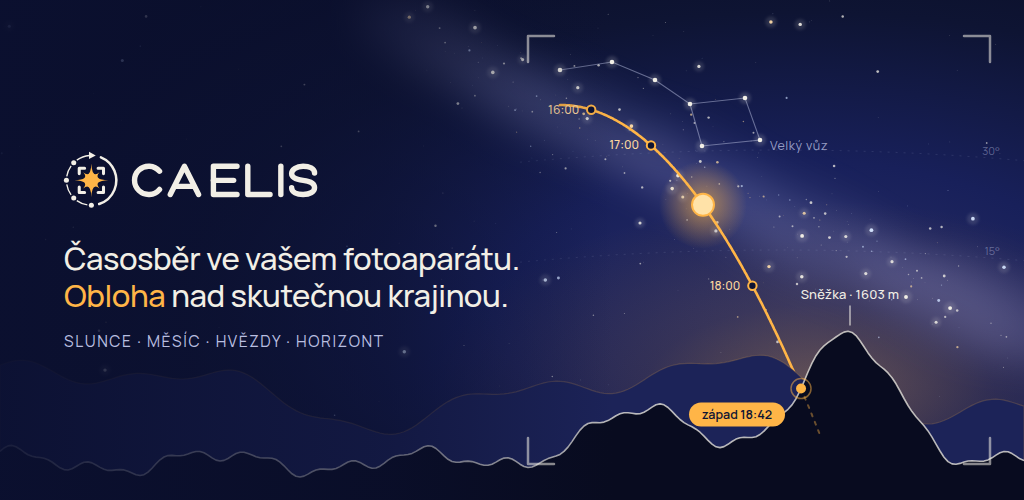 CAELIS
Časosběr ve vašem fotoaparátu.
Obloha nad skutečnou krajinou.
SLUNCE · MĚSÍC · HVĚZDY · HORIZONT
16:00
17:00
Velký vůz
30°
15°
18:00
Sněžka · 1603 m
západ 18:42